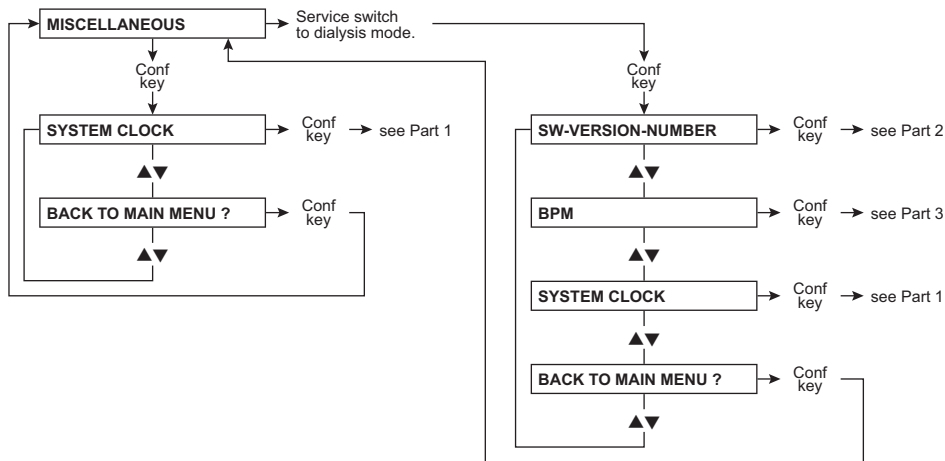 MISCELLANEOUS
Service switch
to dialysis mode.
Conf
key
SYSTEM CLOCK
Conf
key
see Part 1
▲▼
BACK TO MAIN MENU ?
Conf
key
▲▼
Conf
key
SW-VERSION-NUMBER
Conf
key
see Part 2
▲▼
BPM
Conf
key
see Part 3
▲▼
SYSTEM CLOCK
Conf
key
see Part 1
▲▼
BACK TO MAIN MENU ?
Conf
key
▲▼